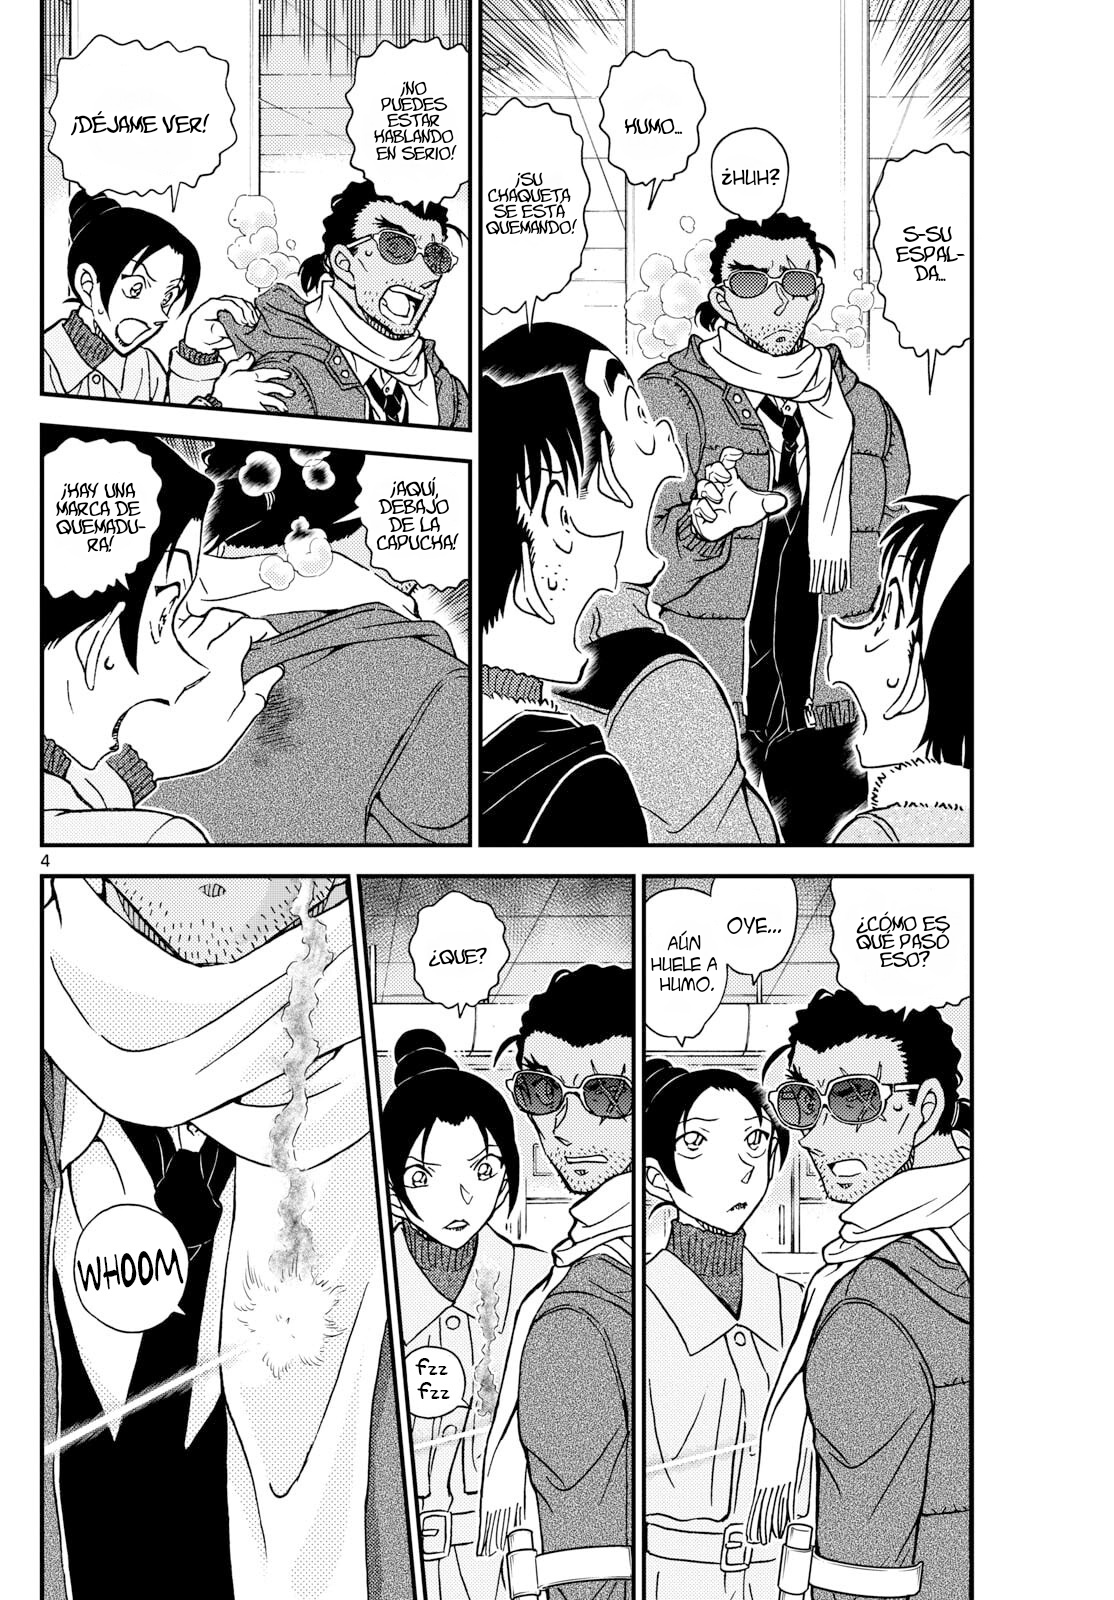 S-SU
ESPAL-
DA...
¿HUH?
HUMO...
¡SU
CHAQUETA
SE ESTÁ
QUEMANDO!
¡NO
PUEDES
ESTAR
HABLANDO
EN SERIO!
¡DÉJAME VER!
¡AQUÍ,
DEBAJO
DE LA
CAPUCHA!
¡HAY UNA
MARCA DE
QUEMADU-
RA!
4
¿CÓMO ES
QUÉ PASÓ
ESO?
OYE...
AÚN
HUELE A
HUMO.
¿QUE?
fzz
fzz
WHOOM